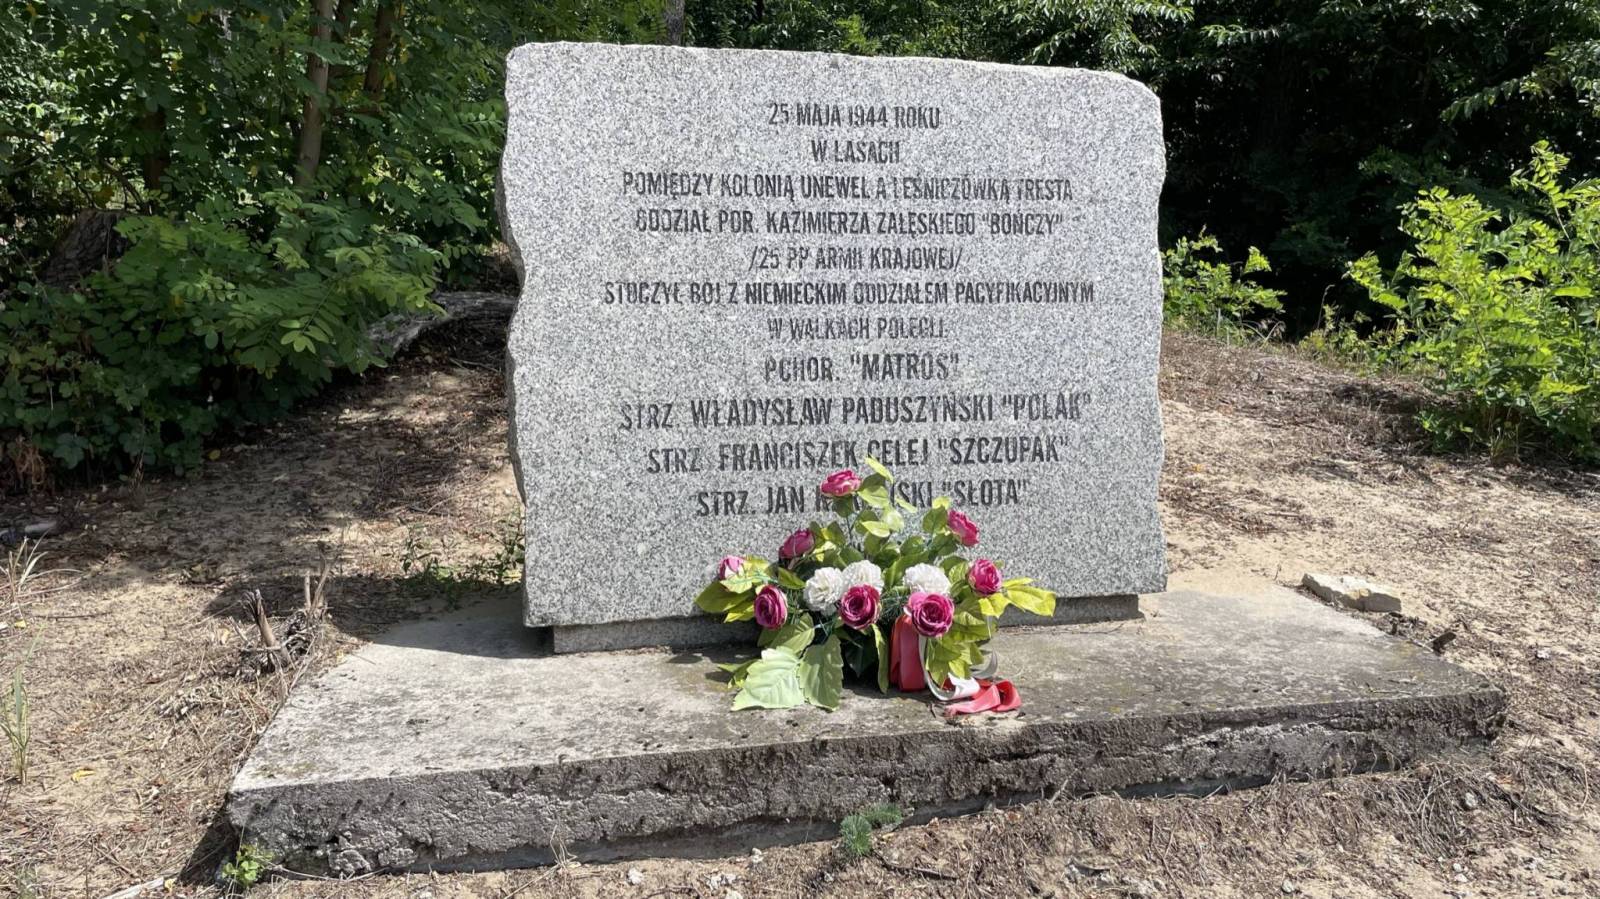 25 MAJA 1944 ROKU
W LASACH
POMIĘDZY KOLONIĄ UNEWEL A LEŚNICZÓWKĄ TRESTA
ODDZIAŁ POR. KAZIMIERZA ZALESKIEGO "BOŃCZY"
/25 PP ARMII KRAJOWEJ/
STOCZYŁ BÓJ Z NIEMIECKIM ODDZIAŁEM PACYFIKACYJNYM
W WALKACH POLEGLI:
PCHOR. "MATROS"
STRZ. WŁADYSŁAW PADUSZYŃSKI "POLAK"
STRZ. FRANCISZEK CELEJ "SZCZUPAK"
STRZ. JAN "SŁOTA"